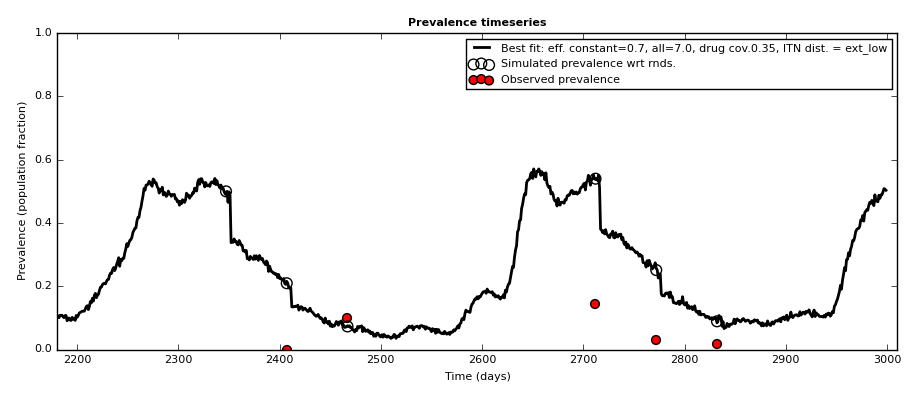 Prevalence timeseries
1.0
0.8
0.6
0.4
0.2
0.0
Prevalence (population fraction)
Best fit: eff. constant=0.7, all=7.0, drug cov.0.35, ITN dist. = ext_low
Simulated prevalence wrt rnds.
Observed prevalence
2200 2300 2400 2500 2600 2700 2800 2900 3000
Time (days)